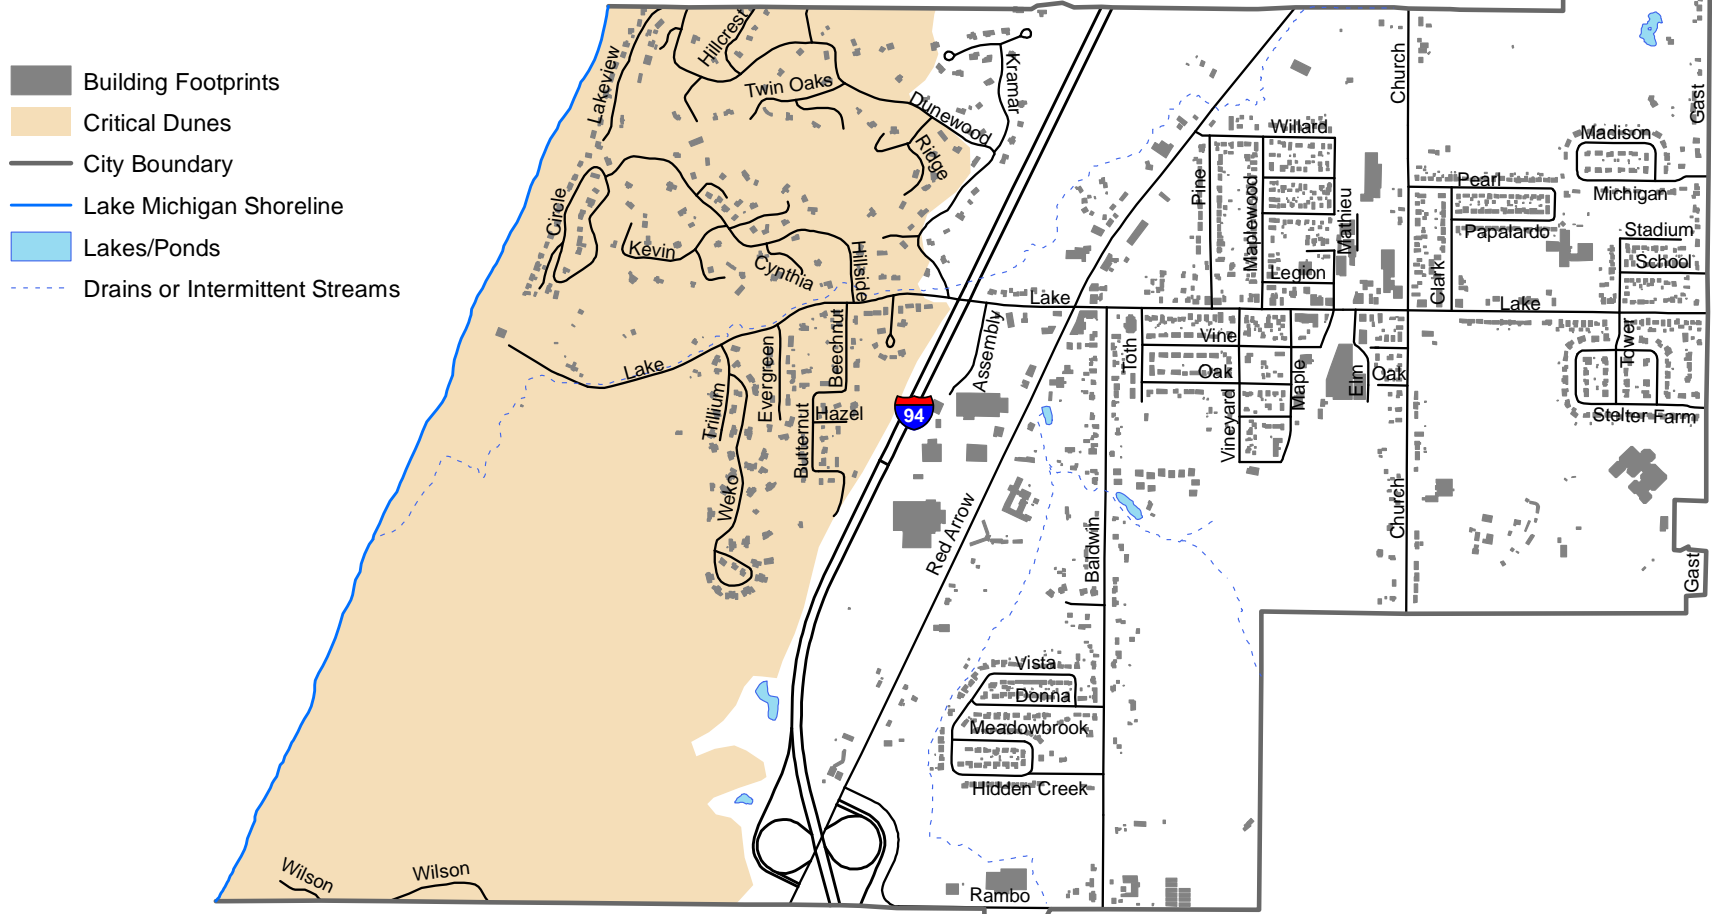 Building Footprints
Critical Dunes
City Boundary
Lake Michigan Shoreline
Lakes/Ponds
Drains or Intermittent Streams
Lakeview
Hillcrest
Twin Oaks
Dunewood
Kramar
Ridge
Circle
Kevin
Cynthia
Hillside
Lake
Trillium
Evergreen
Beechnut
Butternut
Hazel
Weko
Wilson
Wilson
94
Assembly
Lake
Red Arrow
Baldwin
Toth
Vine
Oak
Vineyard
Maple
Elm
Oak
Pine
Maplewood
Willard
Mathieu
Legion
Church
Clark
Pearl
Papalardo
Madison
Michigan
Gast
Stadium
School
Lake
Tower
Stelter Farm
Church
Gast
Vista
Donna
Meadowbrook
Hidden Creek
Rambo